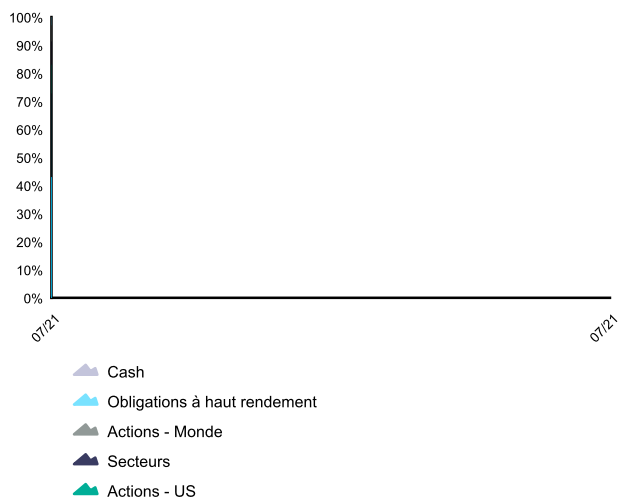 100%
90%
80%
70%
60%
50%
40%
30%
20%
10%
0%
07/21 07/21
Cash
Obligations à haut rendement
Actions - Monde
Secteurs
Actions - US